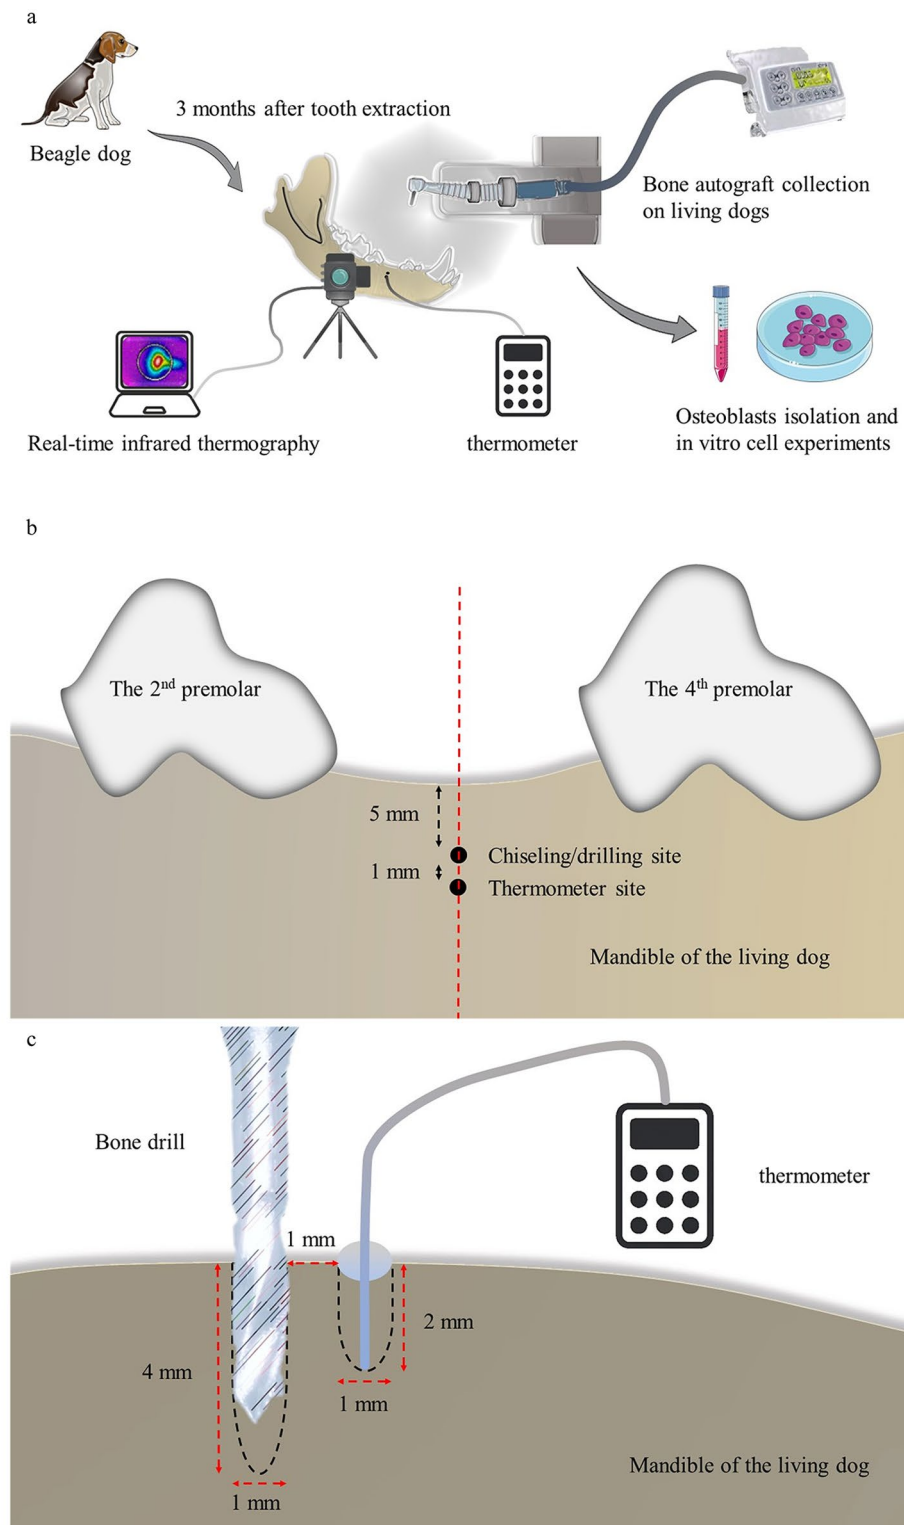 a
3 months after tooth extraction
Beagle dog
Bone autograft collection
on living dogs
Real-time infrared thermography
thermometer
Osteoblasts isolation and
in vitro cell experiments
b
The 2nd premolar
The 4th premolar
5 mm
Chiseling/drilling site
1 mm
Thermometer site
Mandible of the living dog
c
Bone drill
thermometer
1 mm
2 mm
4 mm
1 mm
Mandible of the living dog
1 mm